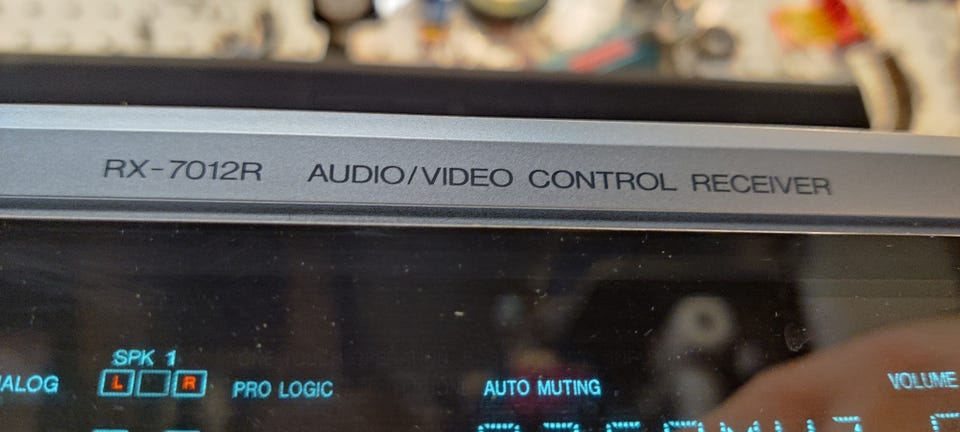 RX-7012R AUDIO/VIDEO CONTROL RECEIVER
SPK 1
ALOG L R PRO LOGIC AUTO MUTING VOLUME